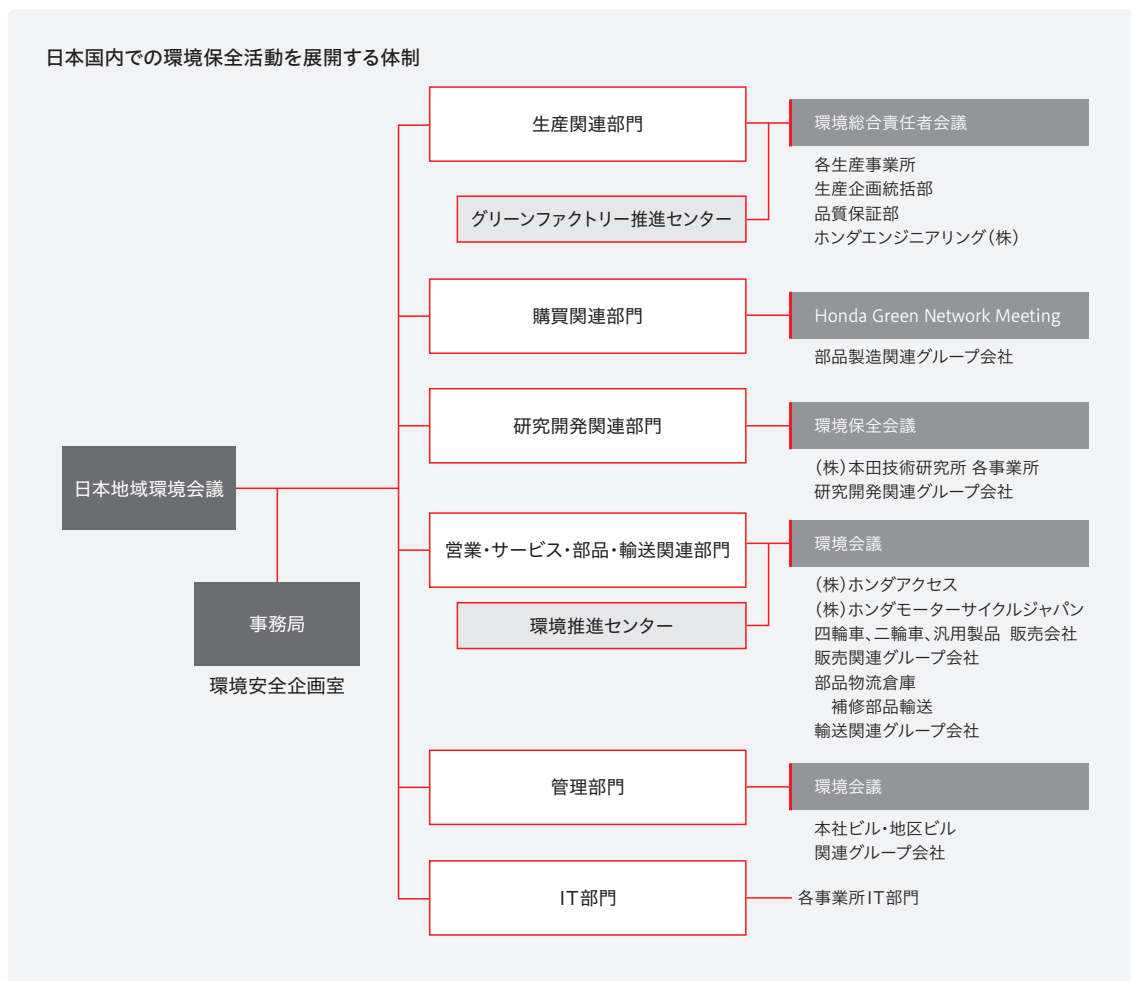 日本国内での環境保全活動を展開する体制
生産関連部門
環境総合責任者会議
各生産事業所
生産企画統括部
品質保証部
ホンダエンジニアリング(株)
グリーンファクトリー推進センター
購買関連部門
Honda Green Network Meeting
部品製造関連グループ会社
研究開発関連部門
環境保全会議
(株)本田技術研究所 各事業所
研究開発関連グループ会社
日本地域環境会議
事務局
環境安全企画室
営業・サービス・部品・輸送関連部門
環境推進センター
環境会議
(株)ホンダアクセス
(株)ホンダモーターサイクルジャパン
四輪車、二輪車、汎用製品 販売会社
販売関連グループ会社
部品物流倉庫
補修部品輸送
輸送関連グループ会社
管理部門
環境会議
本社ビル・地区ビル
関連グループ会社
IT部門
各事業所IT部門